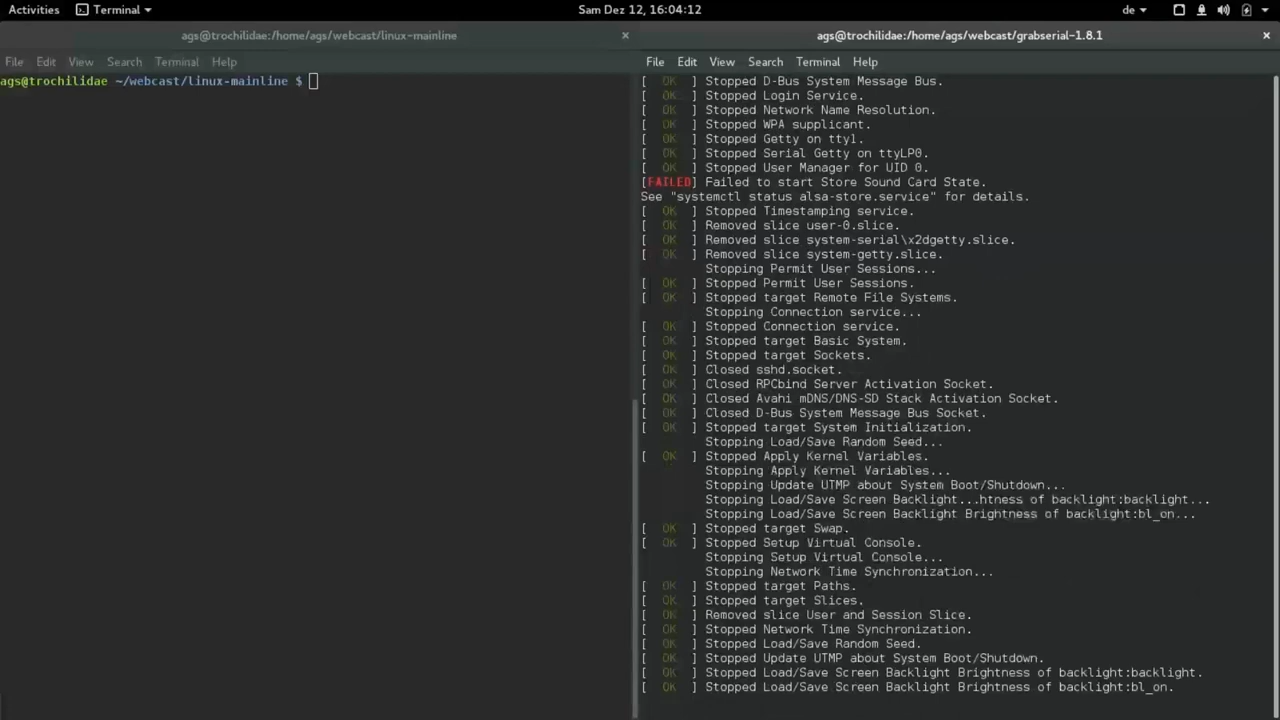 Activities Terminal Sam Dez 12, 16:04:12 de
ags@trochilidae:/home/ags/webcast/linux-mainline ×
File Edit View Search Terminal Help
ags@trochilidae ~/webcast/linux-mainline $
ags@trochilidae:/home/ags/webcast/grabserial-1.8.1 ×
File Edit View Search Terminal Help
[  OK  ] Stopped D-Bus System Message Bus.
[  OK  ] Stopped Login Service.
[  OK  ] Stopped Network Name Resolution.
[  OK  ] Stopped WPA supplicant.
[  OK  ] Stopped Getty on tty1.
[  OK  ] Stopped Serial Getty on ttyLP0.
[  OK  ] Stopped User Manager for UID 0.
[FAILED] Failed to start Store Sound Card State.
See "systemctl status alsa-store.service" for details.
[  OK  ] Stopped Timestamping service.
[  OK  ] Removed slice user-0.slice.
[  OK  ] Removed slice system-serial\x2dgetty.slice.
[  OK  ] Removed slice system-getty.slice.
Stopping Permit User Sessions...
[  OK  ] Stopped Permit User Sessions.
[  OK  ] Stopped target Remote File Systems.
Stopping Connection service...
[  OK  ] Stopped Connection service.
[  OK  ] Stopped target Basic System.
[  OK  ] Stopped target Sockets.
[  OK  ] Closed sshd.socket.
[  OK  ] Closed RPCbind Server Activation Socket.
[  OK  ] Closed Avahi mDNS/DNS-SD Stack Activation Socket.
[  OK  ] Closed D-Bus System Message Bus Socket.
[  OK  ] Stopped target System Initialization.
Stopping Load/Save Random Seed...
[  OK  ] Stopped Apply Kernel Variables.
Stopping Apply Kernel Variables...
Stopping Update UTMP about System Boot/Shutdown...
Stopping Load/Save Screen Backlight...htness of backlight:backlight...
Stopping Load/Save Screen Backlight Brightness of backlight:bl_on...
[  OK  ] Stopped target Swap.
[  OK  ] Stopped Setup Virtual Console.
Stopping Setup Virtual Console...
Stopping Network Time Synchronization...
[  OK  ] Stopped target Paths.
[  OK  ] Stopped target Slices.
[  OK  ] Removed slice User and Session Slice.
[  OK  ] Stopped Network Time Synchronization.
[  OK  ] Stopped Load/Save Random Seed.
[  OK  ] Stopped Update UTMP about System Boot/Shutdown.
[  OK  ] Stopped Load/Save Screen Backlight Brightness of backlight:backlight.
[  OK  ] Stopped Load/Save Screen Backlight Brightness of backlight:bl_on.